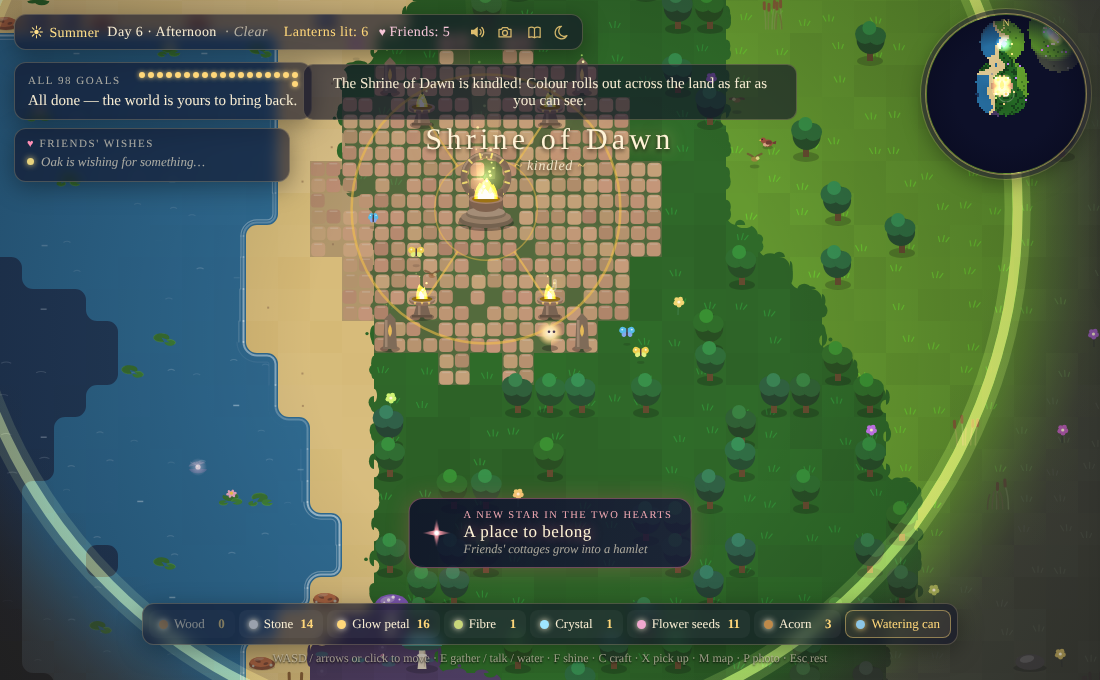 Summer Day 6 · Afternoon · Clear Lanterns lit: 6 ♥ Friends: 5
N
ALL 98 GOALS
All done — the world is yours to bring back.
The Shrine of Dawn is kindled! Colour rolls out across the land as far as
you can see.
♥ FRIENDS' WISHES
Oak is wishing for something…
Shrine of Dawn
kindled
A NEW STAR IN THE TWO HEARTS
A place to belong
Friends' cottages grow into a hamlet
Wood 0 Stone 14 Glow petal 16 Fibre 1 Crystal 1 Flower seeds 11 Acorn 3 Watering can
WASD / arrows or click to move · E gather / talk / water · F shine · C craft · X pick up · M map · P photo · Esc rest